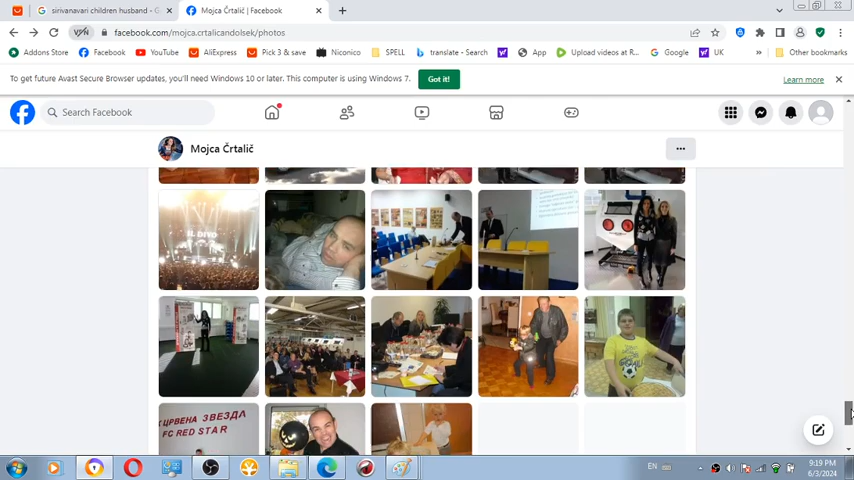 sirivanavari children husband - G
Mojca Črtalič | Facebook
VPN
facebook.com/mojca.crtalicandolsek/photos
Addons Store
Facebook
YouTube
AliExpress
Pick 3 & save
Niconico
SPELL
translate - Search
App
Upload videos at R...
Google
UK
»
Other bookmarks
To get future Avast Secure Browser updates, you'll need Windows 10 or later. This computer is using Windows 7.
Got it!
Learn more
Search Facebook
Mojca Črtalič
IL DIVO
К ЦРВЕНА ЗВЕЗДА
FC RED STAR
EN
9:19 PM
6/3/2024